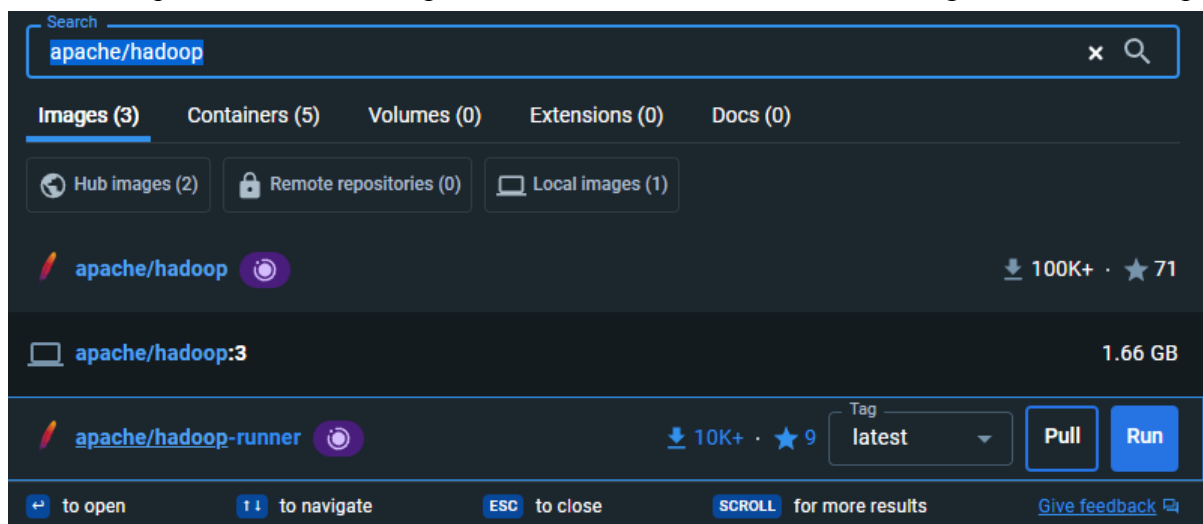 Search
apache/hadoop
Images (3) Containers (5) Volumes (0) Extensions (0) Docs (0)
Hub images (2) Remote repositories (0) Local images (1)
apache/hadoop 100K+ · 71
apache/hadoop:3 1.66 GB
Tag
apache/hadoop-runner 10K+ · 9 latest Pull Run
to open to navigate ESC to close SCROLL for more results Give feedback